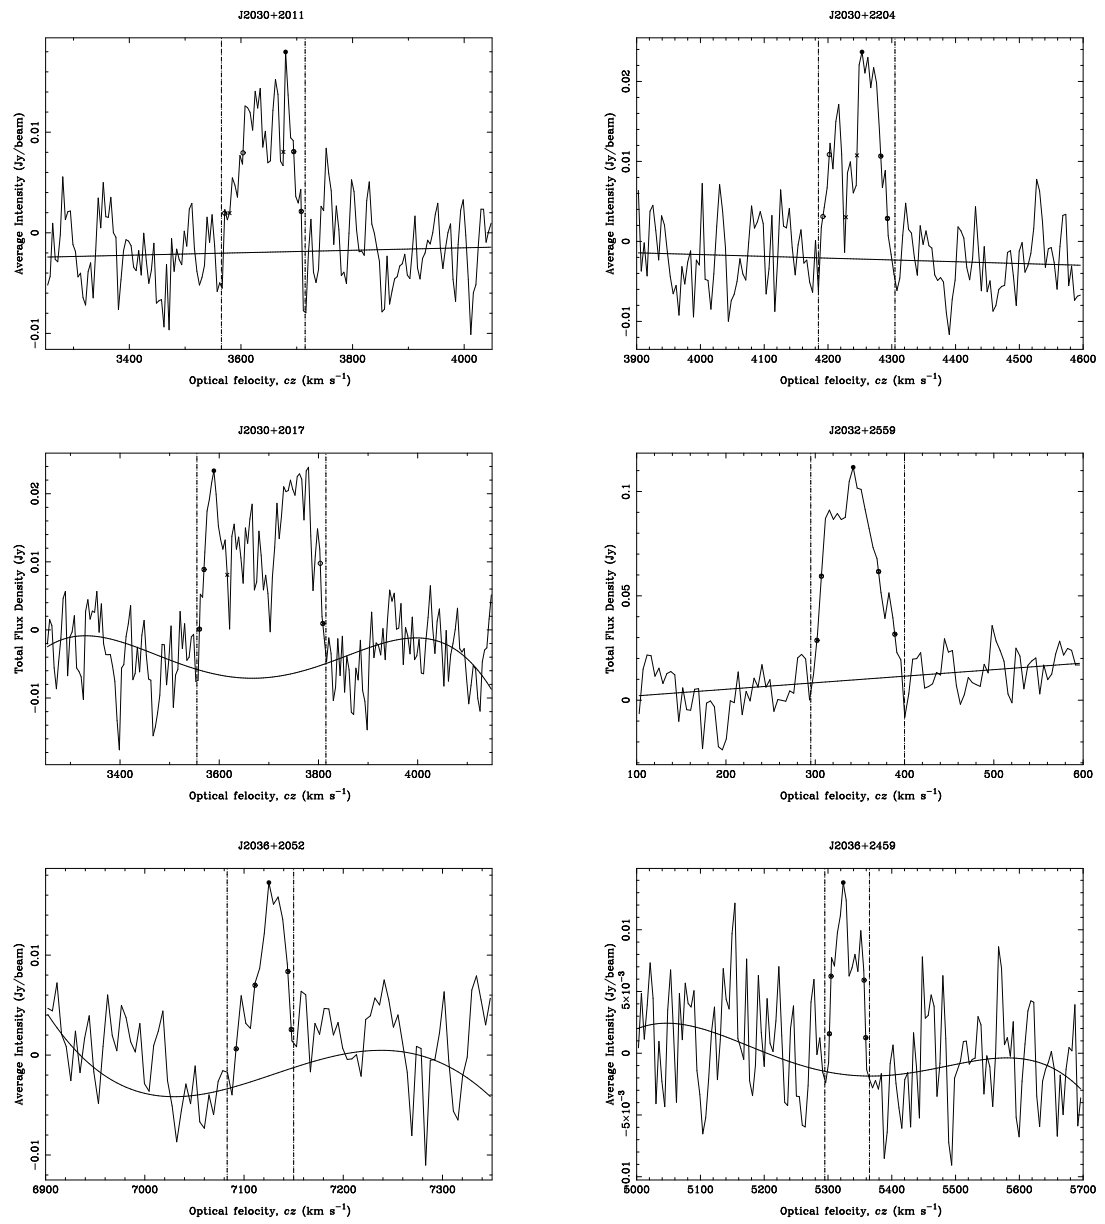 J2030+2011
J2030+2204
Average Intensity (Jy/beam)
−0.01 0 0.01
3400 3600 3800 4000
Optical felocity, cz (km s⁻¹)
Average Intensity (Jy/beam)
−0.01 0 0.01 0.02
3900 4000 4100 4200 4300 4400 4500 4600
Optical felocity, cz (km s⁻¹)
J2030+2017
J2032+2559
Total Flux Density (Jy)
−0.01 0 0.01 0.02
3400 3600 3800 4000
Optical felocity, cz (km s⁻¹)
Total Flux Density (Jy)
0 0.05 0.1
100 200 300 400 500 600
Optical felocity, cz (km s⁻¹)
J2036+2052
J2036+2459
Average Intensity (Jy/beam)
−0.01 0 0.01
6900 7000 7100 7200 7300
Optical felocity, cz (km s⁻¹)
Average Intensity (Jy/beam)
−0.01 −5×10⁻³ 0 5×10⁻³ 0.01
5000 5100 5200 5300 5400 5500 5600 5700
Optical felocity, cz (km s⁻¹)